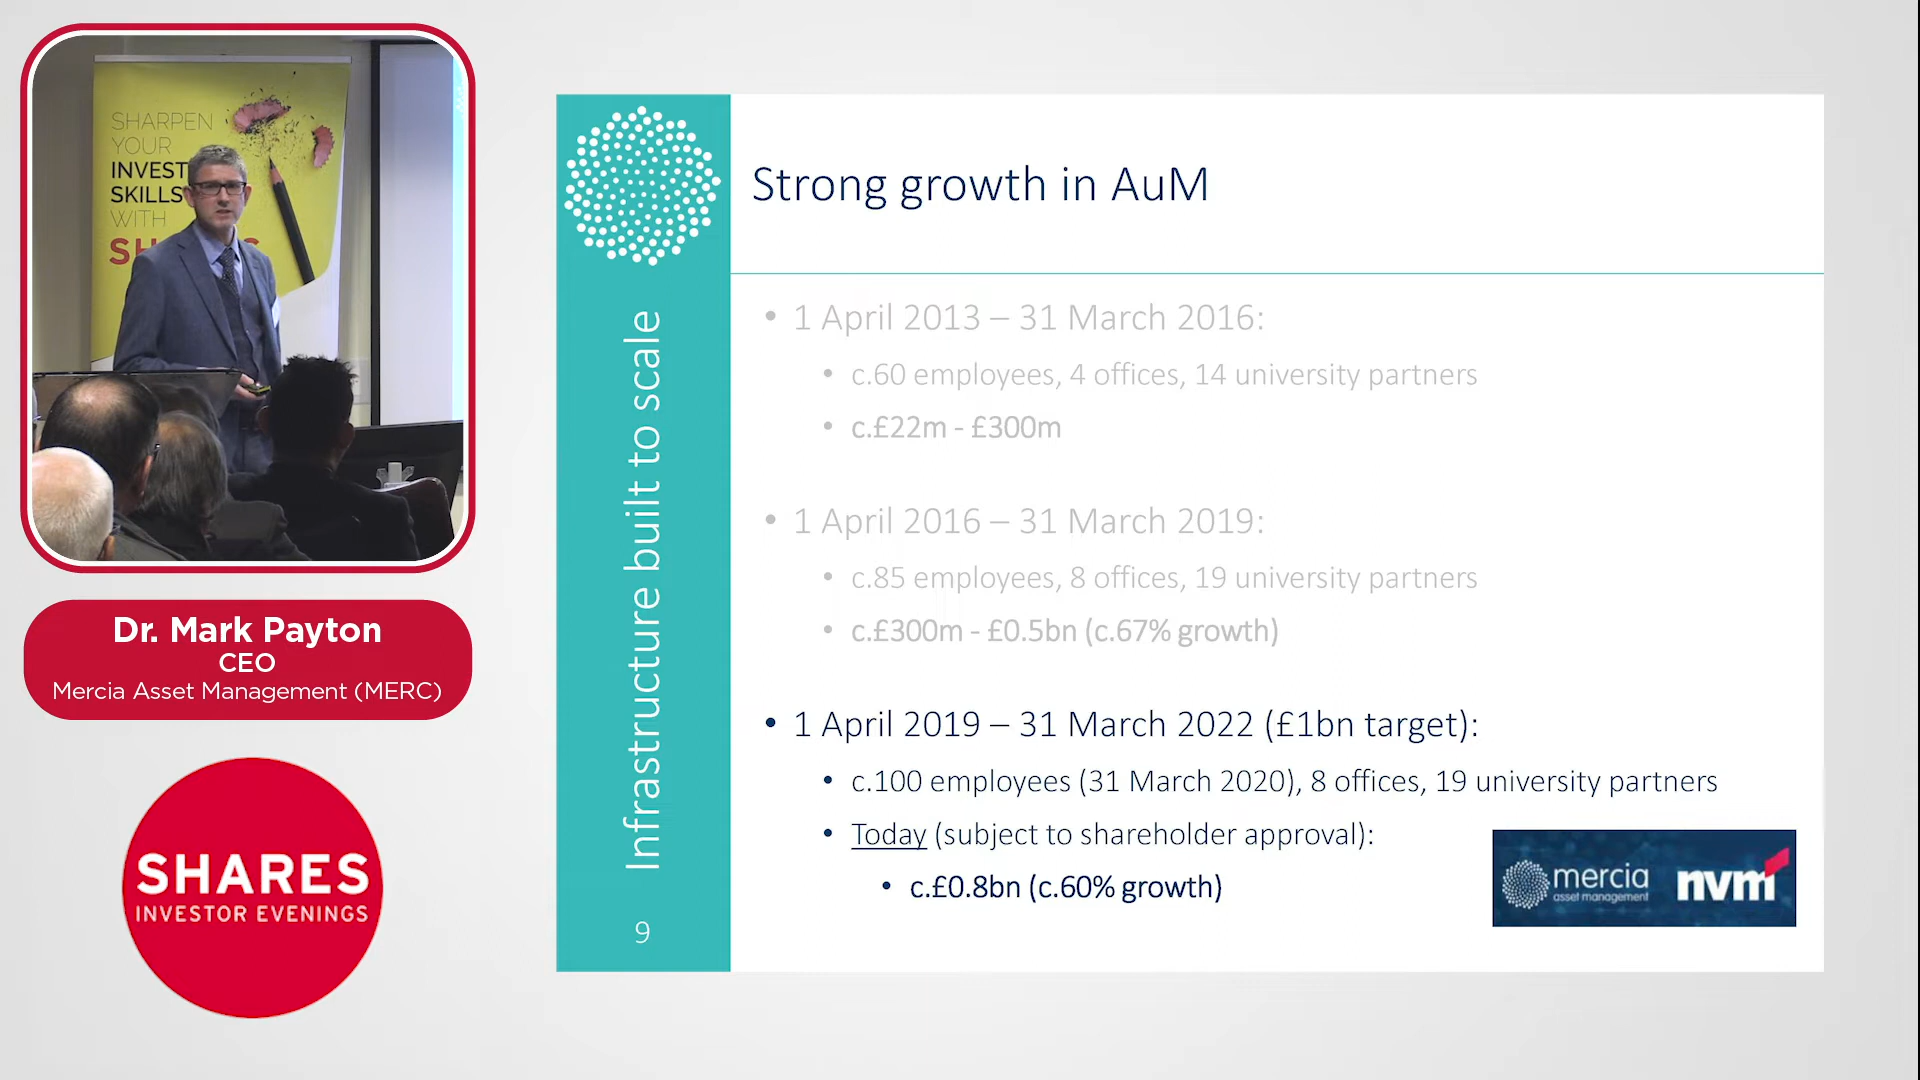 SHARPEN
YOUR
INVEST
SKILLS
WITH
Dr. Mark Payton
CEO
Mercia Asset Management (MERC)
SHARES
INVESTOR EVENINGS
Infrastructure built to scale
9
Strong growth in AuM
• 1 April 2013 – 31 March 2016:
• c.60 employees, 4 offices, 14 university partners
• c.£22m - £300m
• 1 April 2016 – 31 March 2019:
• c.85 employees, 8 offices, 19 university partners
• c.£300m - £0.5bn (c.67% growth)
• 1 April 2019 – 31 March 2022 (£1bn target):
• c.100 employees (31 March 2020), 8 offices, 19 university partners
• Today (subject to shareholder approval):
• c.£0.8bn (c.60% growth)
mercia
asset management
nvm